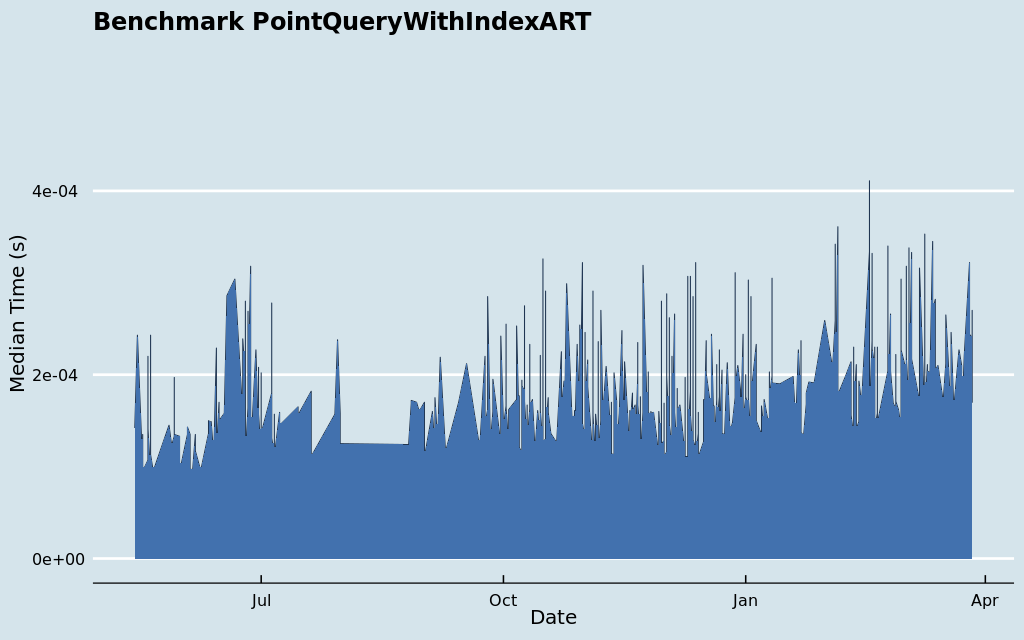 Benchmark PointQueryWithIndexART
Median Time (s)
4e-04
2e-04
0e+00
Jul
Oct
Jan
Apr
Date